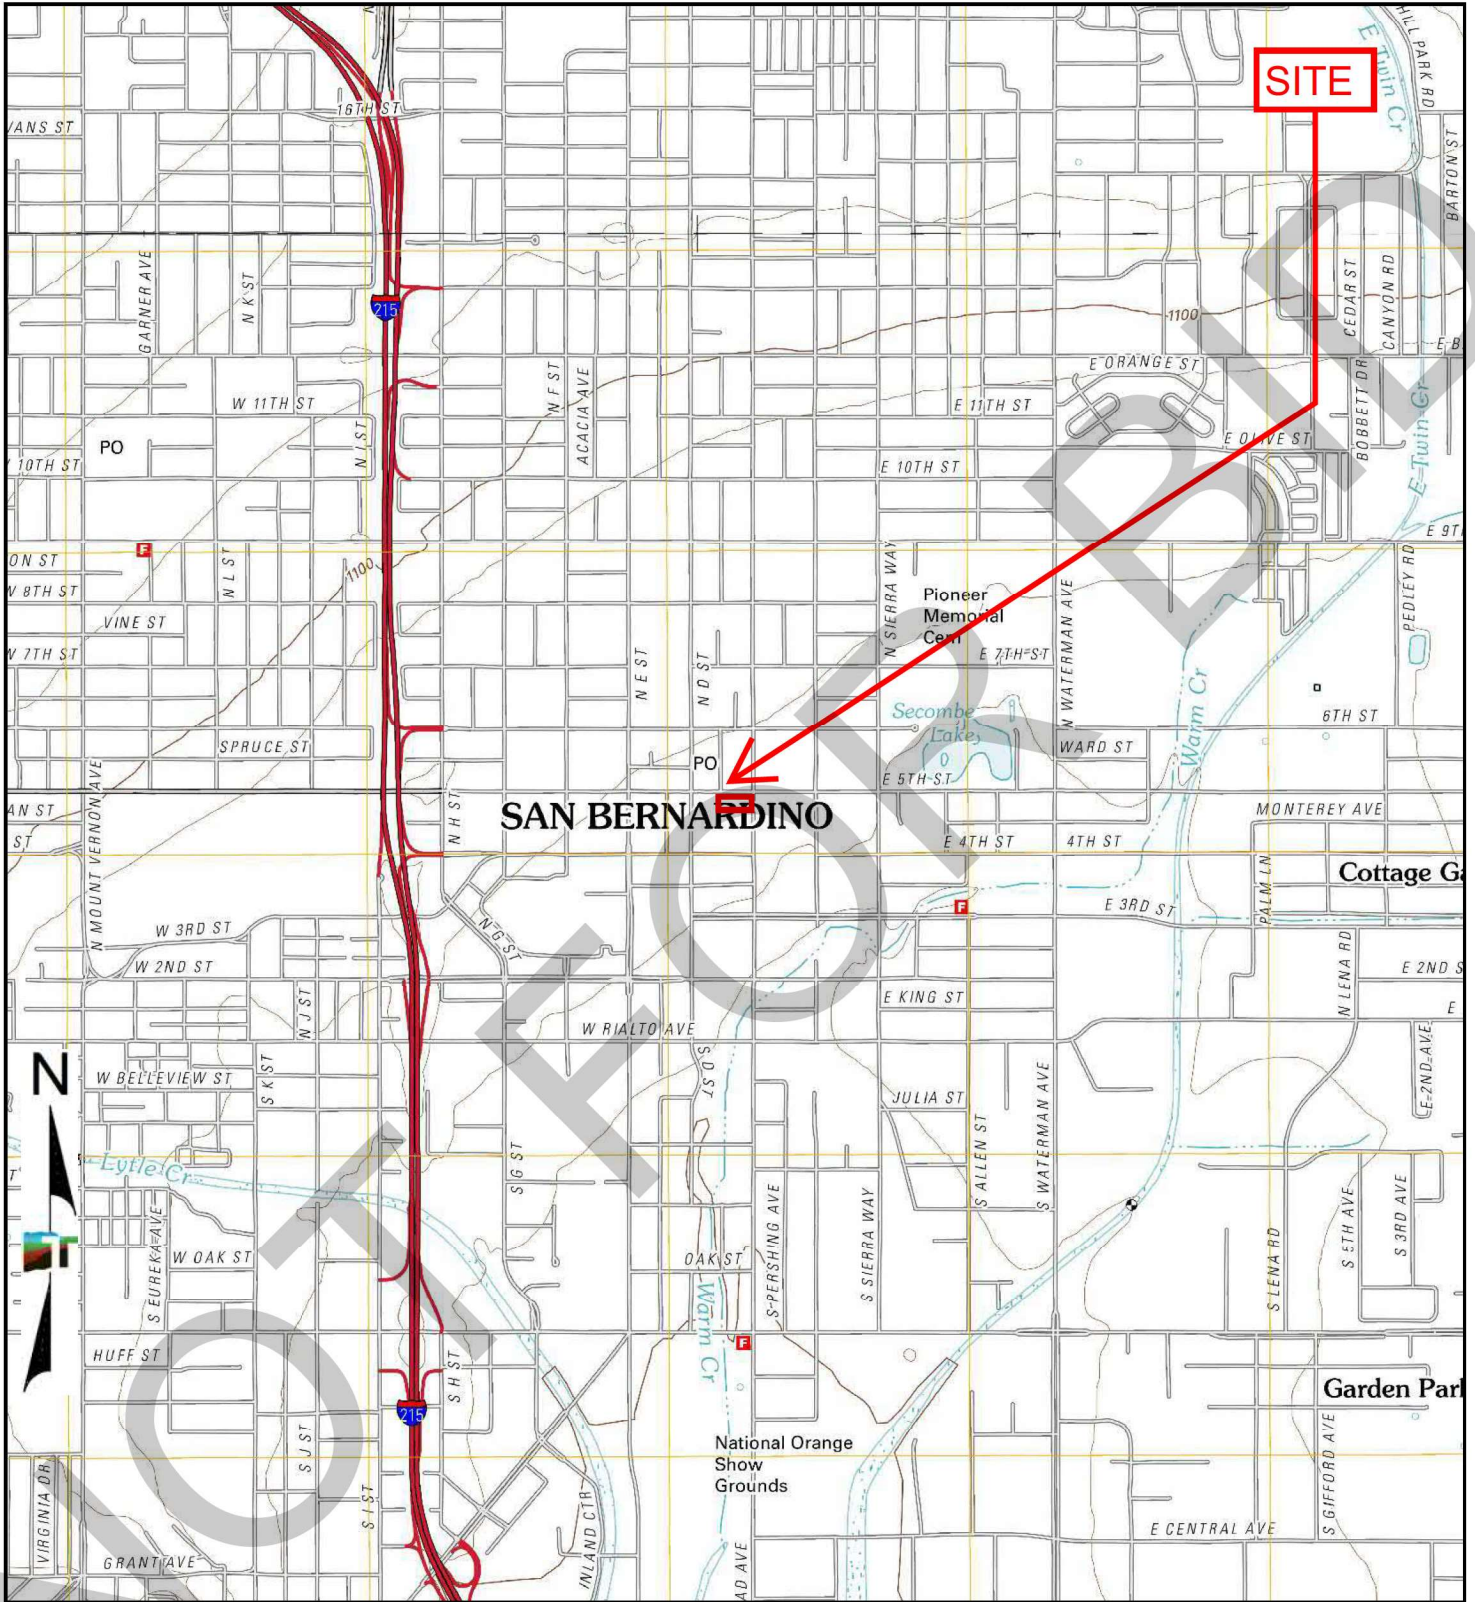 HILL PARK RD
E Twin Cr
SITE
16TH ST
VANS ST
BARTON ST
GARNER AVE
N K ST
215
1100
CEDAR ST
CANYON RD
E ORANGE ST
N F ST
ACACIA AVE
W 11TH ST
E 11TH ST
BOBBETT DR
N I ST
PO
E OLIVE ST
10TH ST
E 10TH ST
E Twin Cr
F
ON ST
1100
N L ST
W 8TH ST
N SIERRA WAY
Pioneer
Memorial
Cem
N WATERMAN AVE
PEDLEY RD
VINE ST
W 7TH ST
E 7TH ST
N E ST
N D ST
Warm Cr
Secombe
Lake
6TH ST
SPRUCE ST
WARD ST
PO
E 5TH ST
N MOUNT VERNON AVE
AN ST
N H ST
SAN BERNARDINO
MONTEREY AVE
ST
E 4TH ST
4TH ST
PALM LN
Cottage Ga
F
E 3RD ST
W 3RD ST
N G ST
W 2ND ST
N LENA RD
E 2ND S
N J ST
E KING ST
W RIALTO AVE
E
N
S K ST
S D ST
W BELLEVIEW ST
E 2ND AVE
JULIA ST
S ALLEN ST
S WATERMAN AVE
Lytle Cr
S G ST
S PERSHING AVE
S SIERRA WAY
S 5TH AVE
S 3RD AVE
S EUREKA AVE
W OAK ST
OAK ST
S LENA RD
Warm Cr
F
HUFF ST
S H ST
Garden Par
215
S J ST
National Orange
Show
Grounds
S GIFFORD AVE
VIRGINIA DR
S I ST
INLAND CTR
E CENTRAL AVE
GRANT AVE
AD AVE
NOT FOR BID